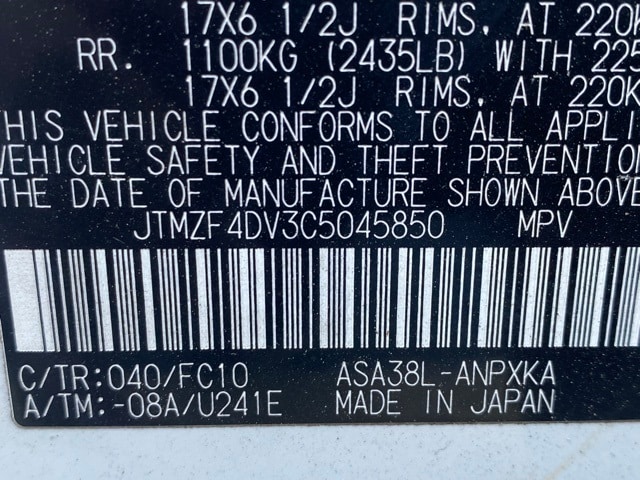 17X6 1/2J RIMS, AT 220K
RR. 1100KG (2435LB) WITH 225
17X6 1/2J RIMS, AT 220K
THIS VEHICLE CONFORMS TO ALL APPLI
VEHICLE SAFETY AND THEFT PREVENTION
THE DATE OF MANUFACTURE SHOWN ABOVE
JTMZF4DV3C5045850 MPV
C/TR:040/FC10 ASA38L-ANPXKA
A/TM:-08A/U241E MADE IN JAPAN